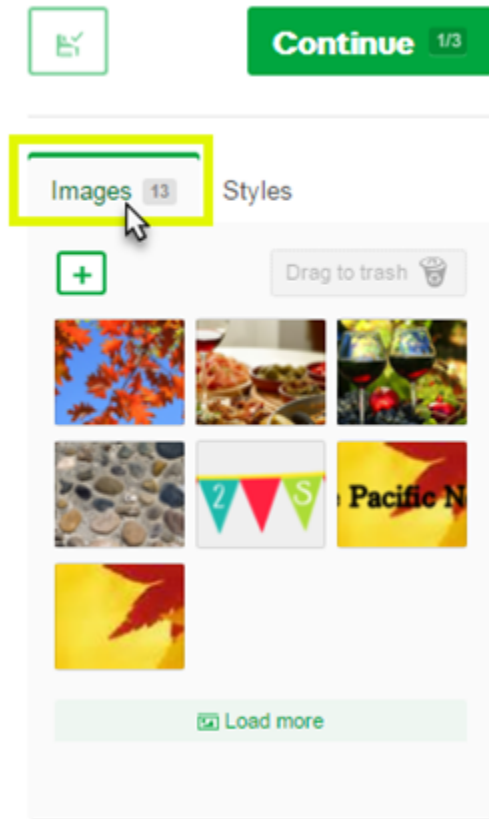 Continue 1/3
Images 13 Styles
Drag to trash
2 S
Pacific N
Load more